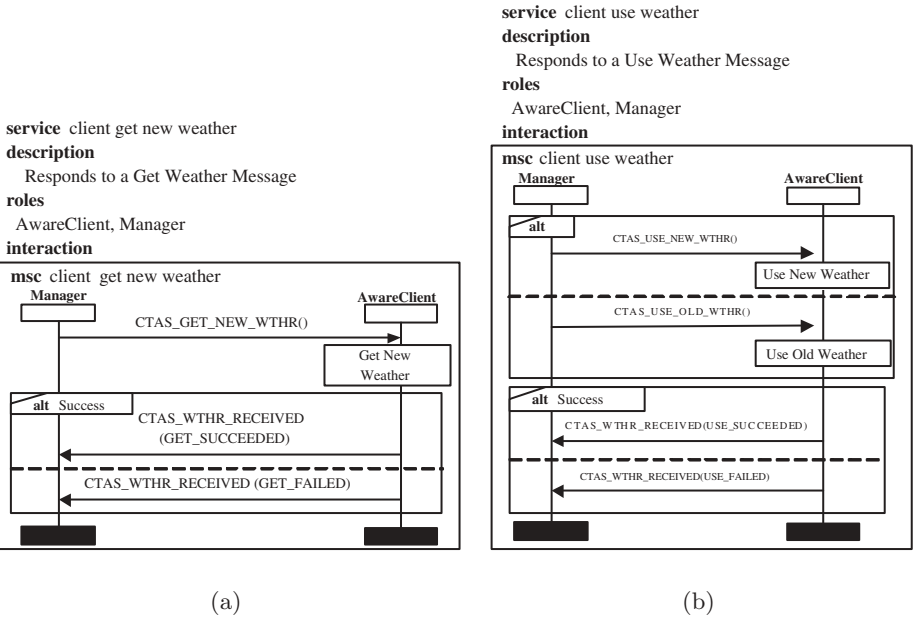 service client get new weather
description
Responds to a Get Weather Message
roles
AwareClient, Manager
interaction
msc client get new weather
Manager
AwareClient
CTAS_GET_NEW_WTHR()
Get New
Weather
alt Success
CTAS_WTHR_RECEIVED
(GET_SUCCEEDED)
CTAS_WTHR_RECEIVED (GET_FAILED)
(a)
service client use weather
description
Responds to a Use Weather Message
roles
AwareClient, Manager
interaction
msc client use weather
Manager
AwareClient
alt
CTAS_USE_NEW_WTHR()
Use New Weather
CTAS_USE_OLD_WTHR()
Use Old Weather
alt Success
CTAS_WTHR_RECEIVED(USE_SUCCEEDED)
CTAS_WTHR_RECEIVED(USE_FAILED)
(b)